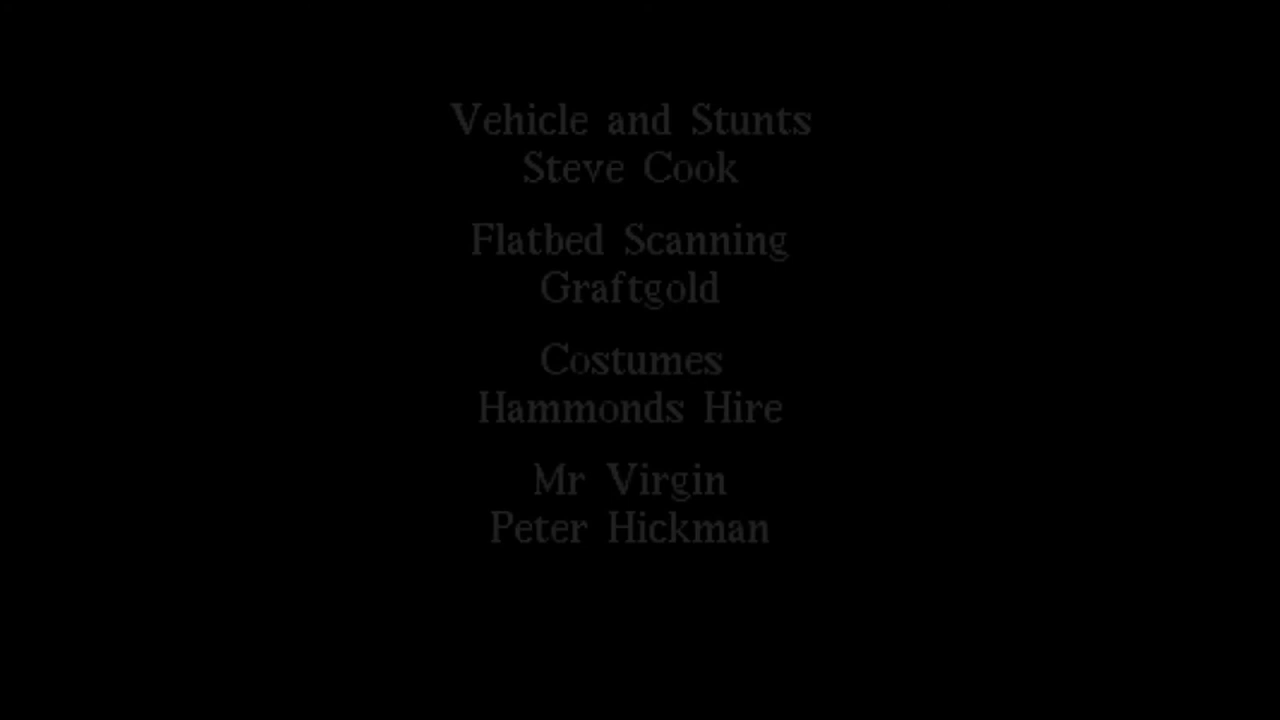 Vehicle and Stunts
Steve Cook
Flatbed Scanning
Graftgold
Costumes
Hammonds Hire
Mr Virgin
Peter Hickman